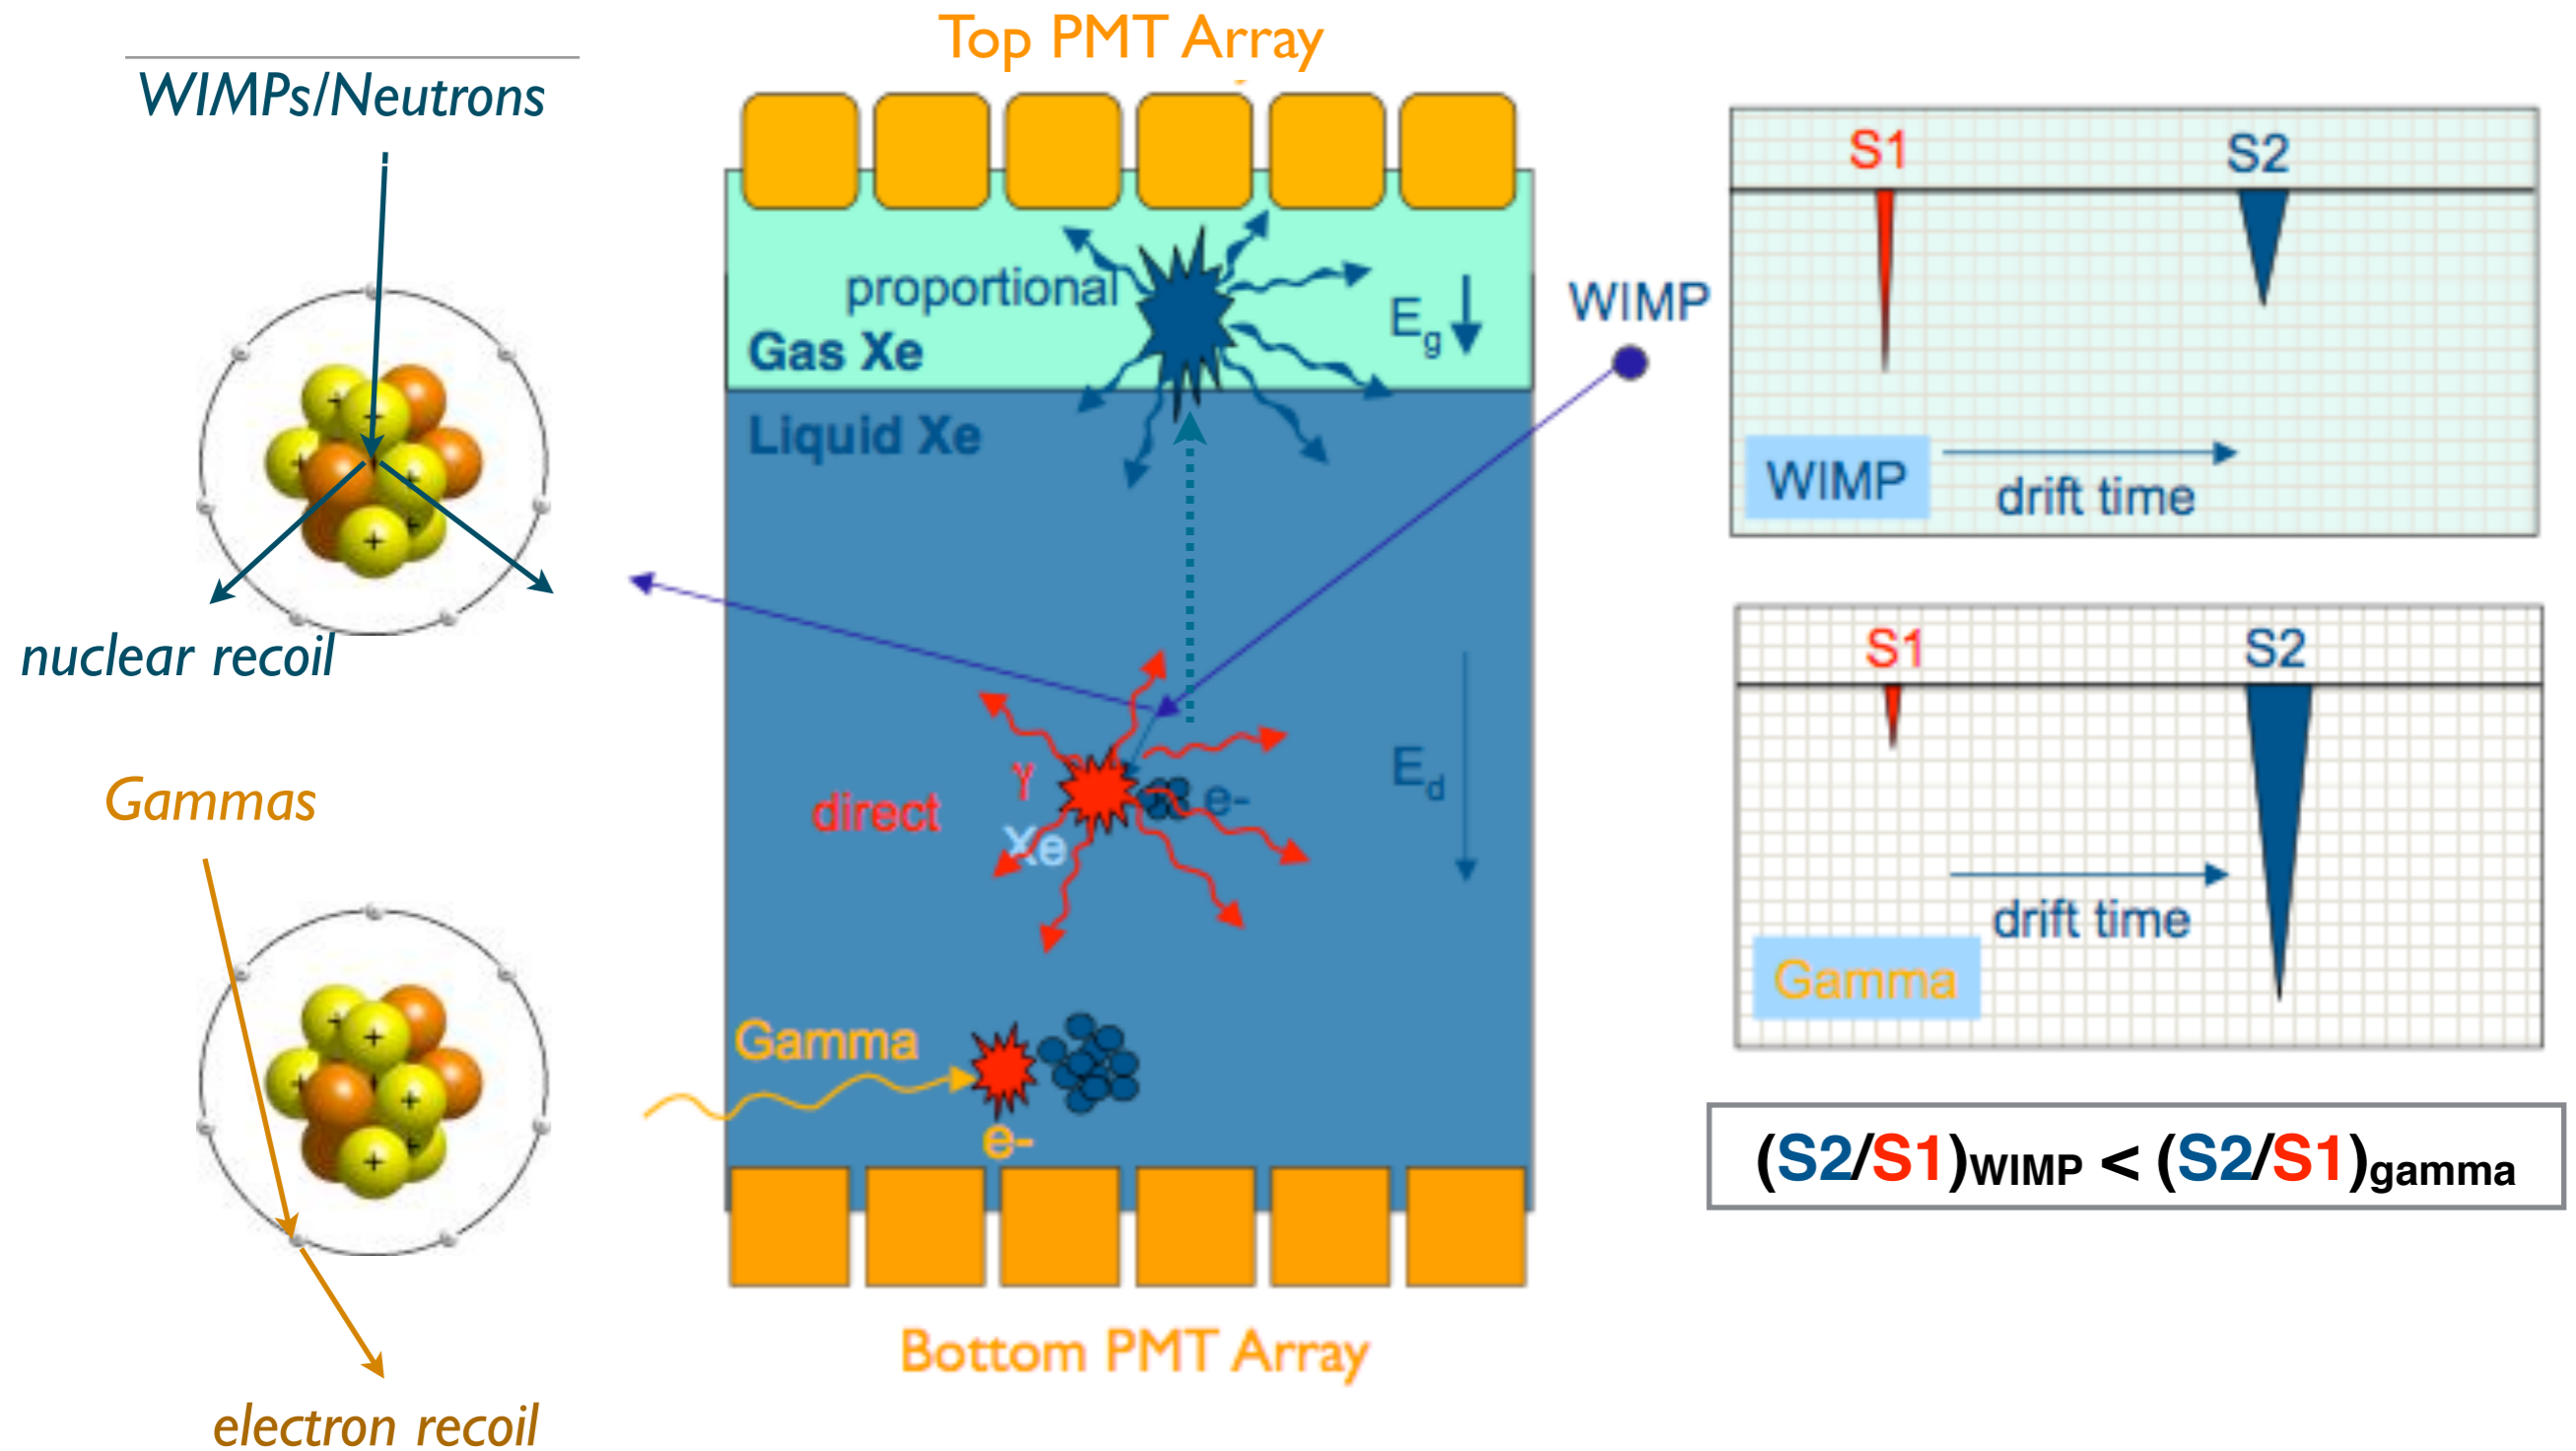 Top PMT Array
WIMPs/Neutrons
nuclear recoil
Gammas
electron recoil
proportional
Gas Xe
E_g
Liquid Xe
WIMP
γ
direct
Xe
e-
E_d
Gamma
e-
Bottom PMT Array
S1 S2
WIMP
drift time
S1 S2
drift time
Gamma
(S2/S1)WIMP < (S2/S1)gamma